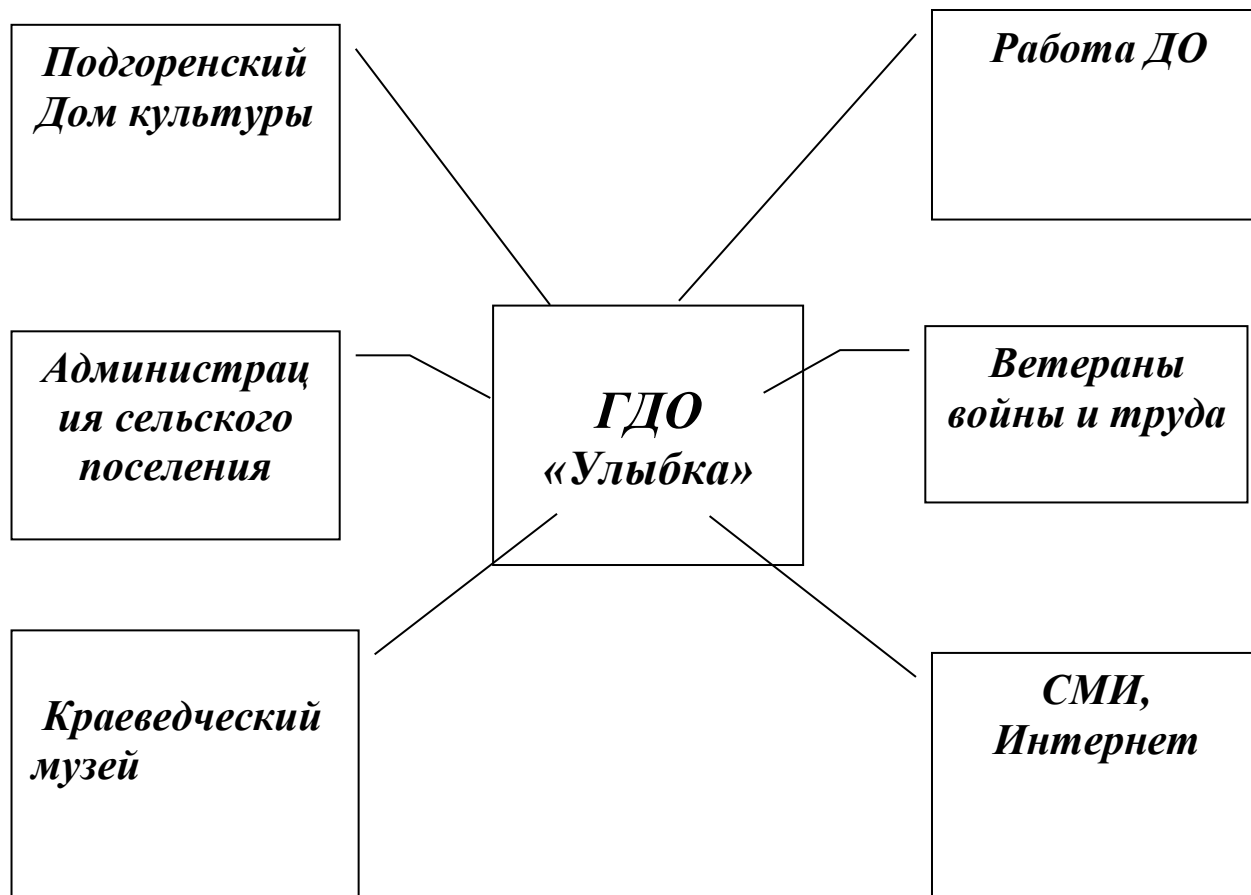 Подгоренский
Дом культуры
Работа ДО
Администрац
ия сельского
поселения
ГДО
«Улыбка»
Ветераны
войны и труда
Краеведческий
музей
СМИ,
Интернет